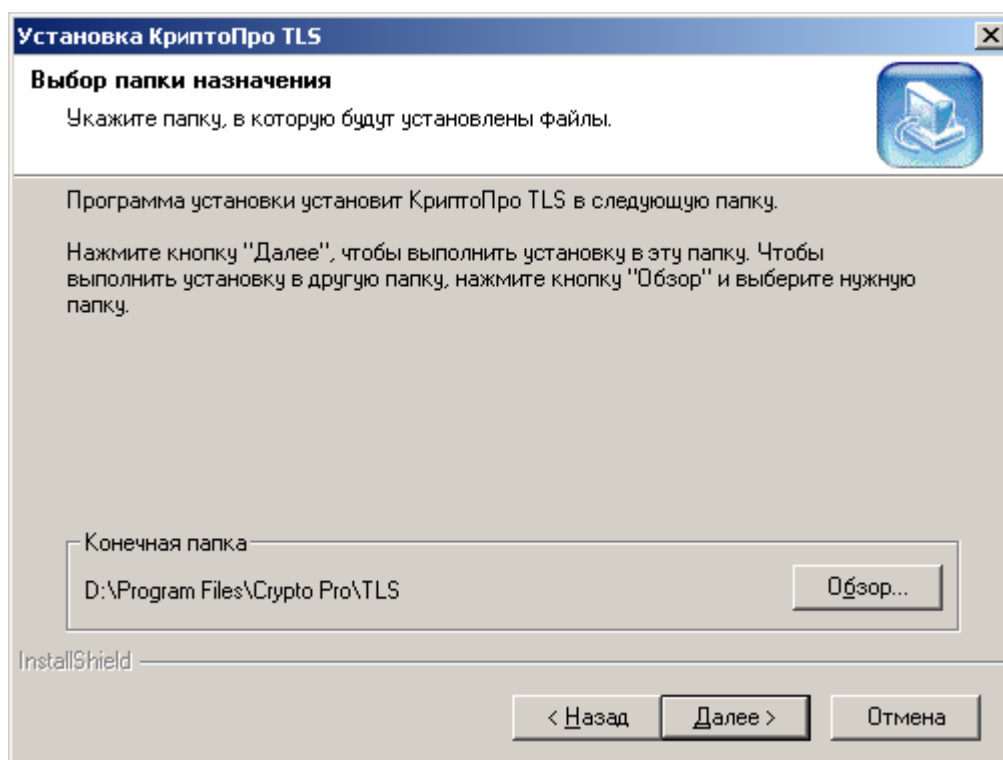 Установка КриптоПро TLS
Выбор папки назначения
Укажите папку, в которую будут установлены файлы.
Программа установки установит КриптоПро TLS в следующую папку.
Нажмите кнопку "Далее", чтобы выполнить установку в эту папку. Чтобы
выполнить установку в другую папку, нажмите кнопку "Обзор" и выберите нужную
папку.
Конечная папка
D:\Program Files\Crypto Pro\TLS
Обзор...
InstallShield
< Назад
Далее >
Отмена